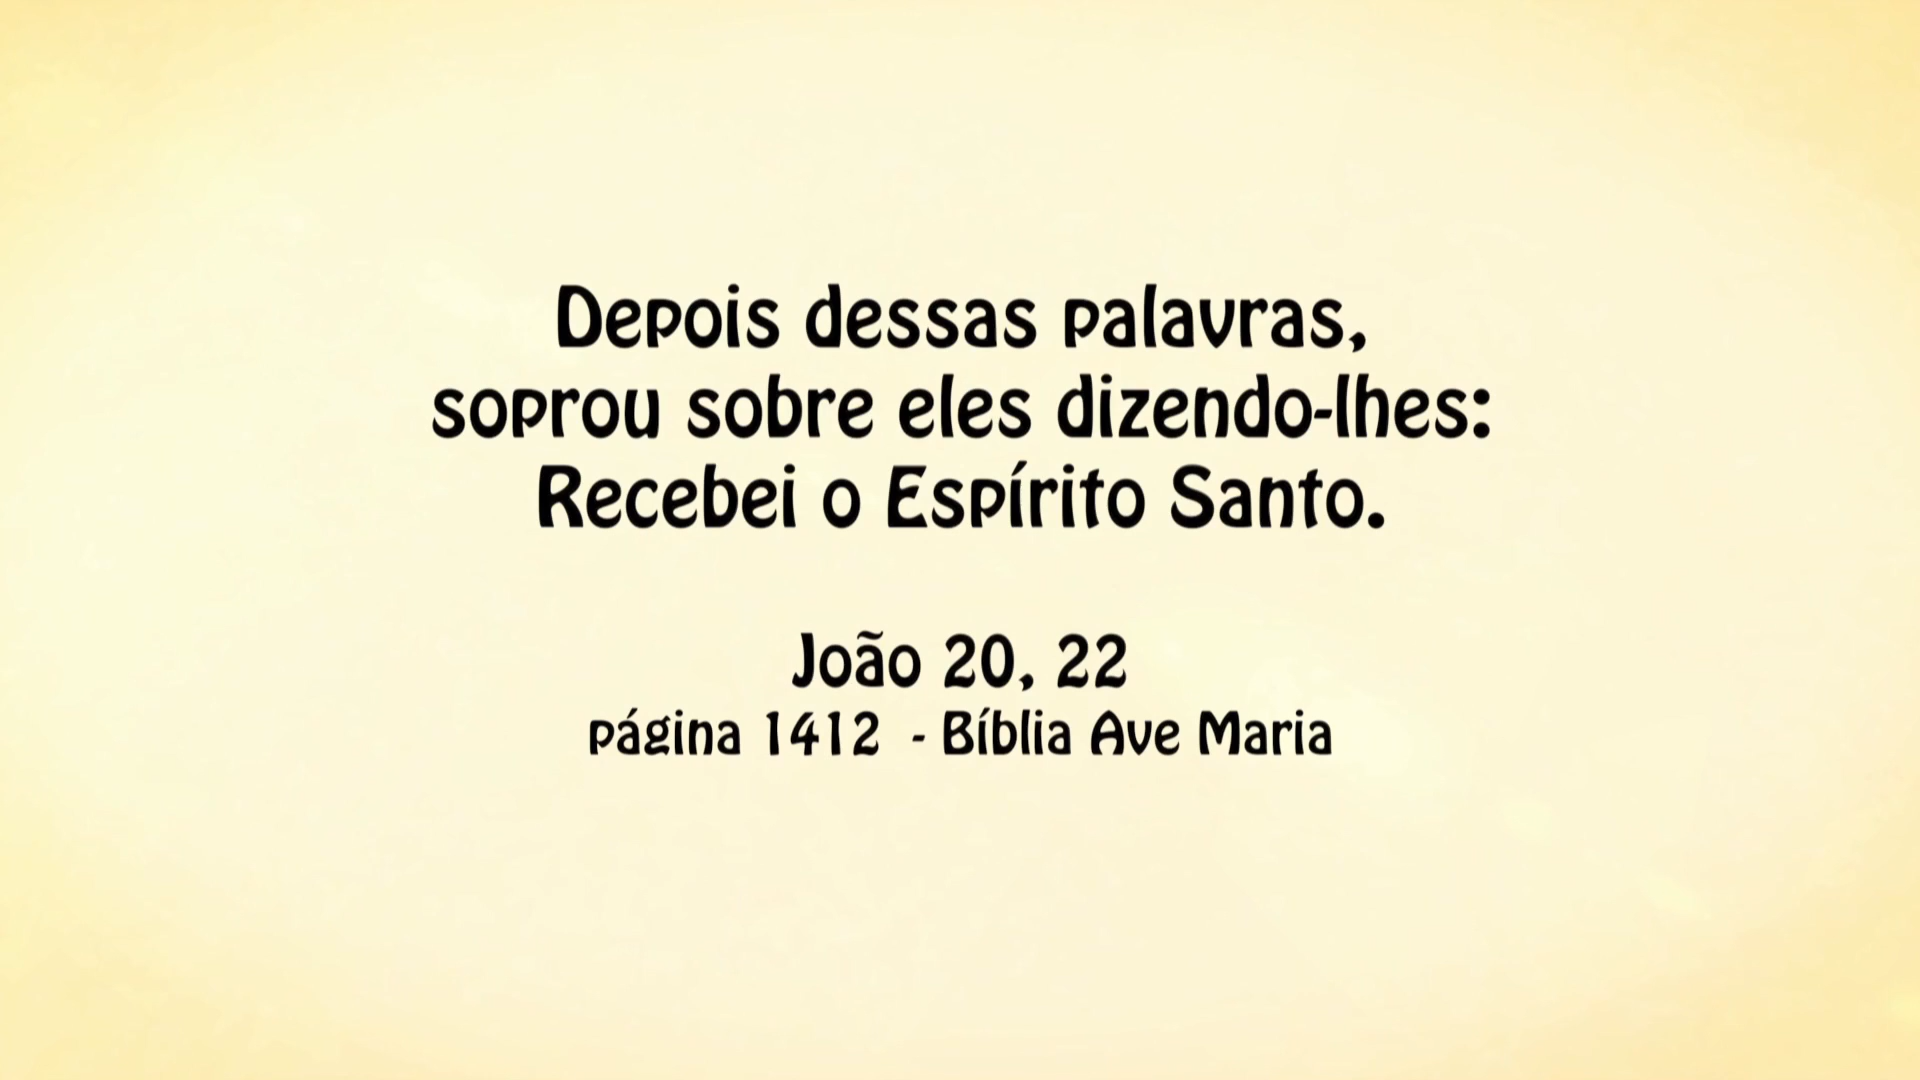 Depois dessas palavras,
soprou sobre eles dizendo-lhes:
Recebei o Espírito Santo.
João 20, 22
página 1412 - Bíblia Ave Maria